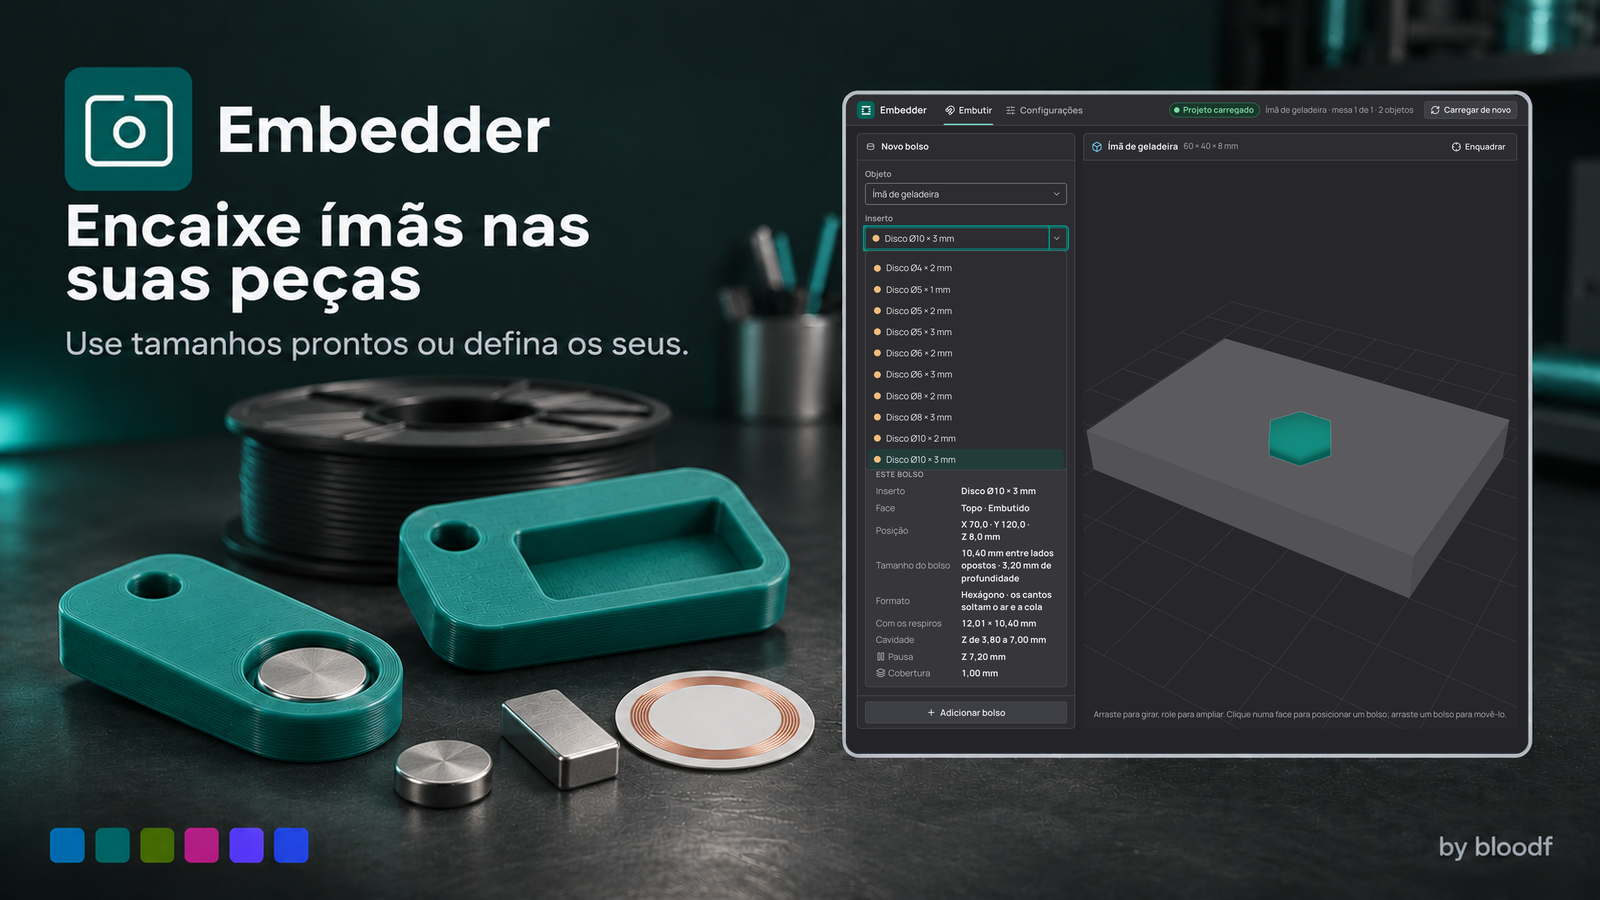 Embedder
Encaixe ímãs nas
suas peças
Use tamanhos prontos ou defina os seus.
Embedder
Embutir
Configurações
Projeto carregado
Ímã de geladeira · mesa 1 de 1 · 2 objetos
Carregar de novo
Novo bolso
Objeto
Ímã de geladeira
Inserto
Disco Ø10 × 3 mm
Disco Ø4 × 2 mm
Disco Ø5 × 1 mm
Disco Ø5 × 2 mm
Disco Ø5 × 3 mm
Disco Ø6 × 2 mm
Disco Ø6 × 3 mm
Disco Ø8 × 2 mm
Disco Ø8 × 3 mm
Disco Ø10 × 2 mm
Disco Ø10 × 3 mm
ESTE BOLSO
Inserto Disco Ø10 × 3 mm
Face Topo · Embutido
Posição X 70,0 · Y 120,0 ·
Z 8,0 mm
Tamanho do bolso 10,40 mm entre lados
opostos · 3,20 mm de
profundidade
Formato Hexágono · os cantos
soltam o ar e a cola
Com os respiros 12,01 × 10,40 mm
Cavidade Z de 3,80 a 7,00 mm
Pausa Z 7,20 mm
Cobertura 1,00 mm
+ Adicionar bolso
Ímã de geladeira 60 × 40 × 8 mm
Enquadrar
Arraste para girar, role para ampliar. Clique numa face para posicionar um bolso; arraste um bolso para movê-lo.
by bloodf